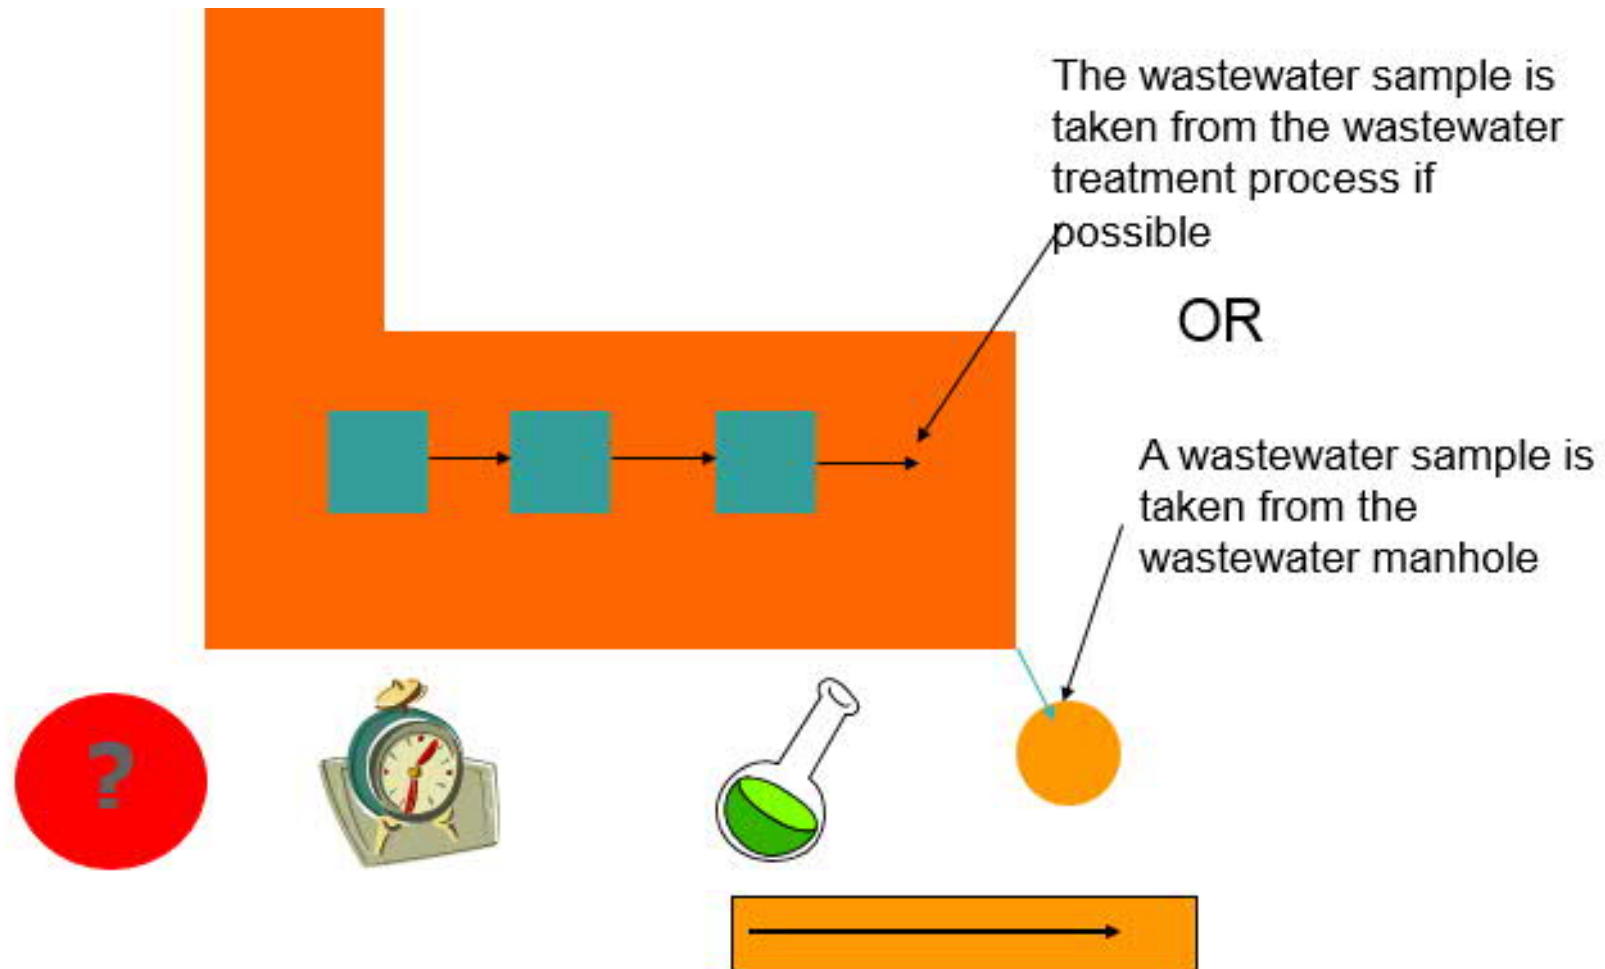 The wastewater sample is
taken from the wastewater
treatment process if
possible
OR
A wastewater sample is
taken from the
wastewater manhole
?